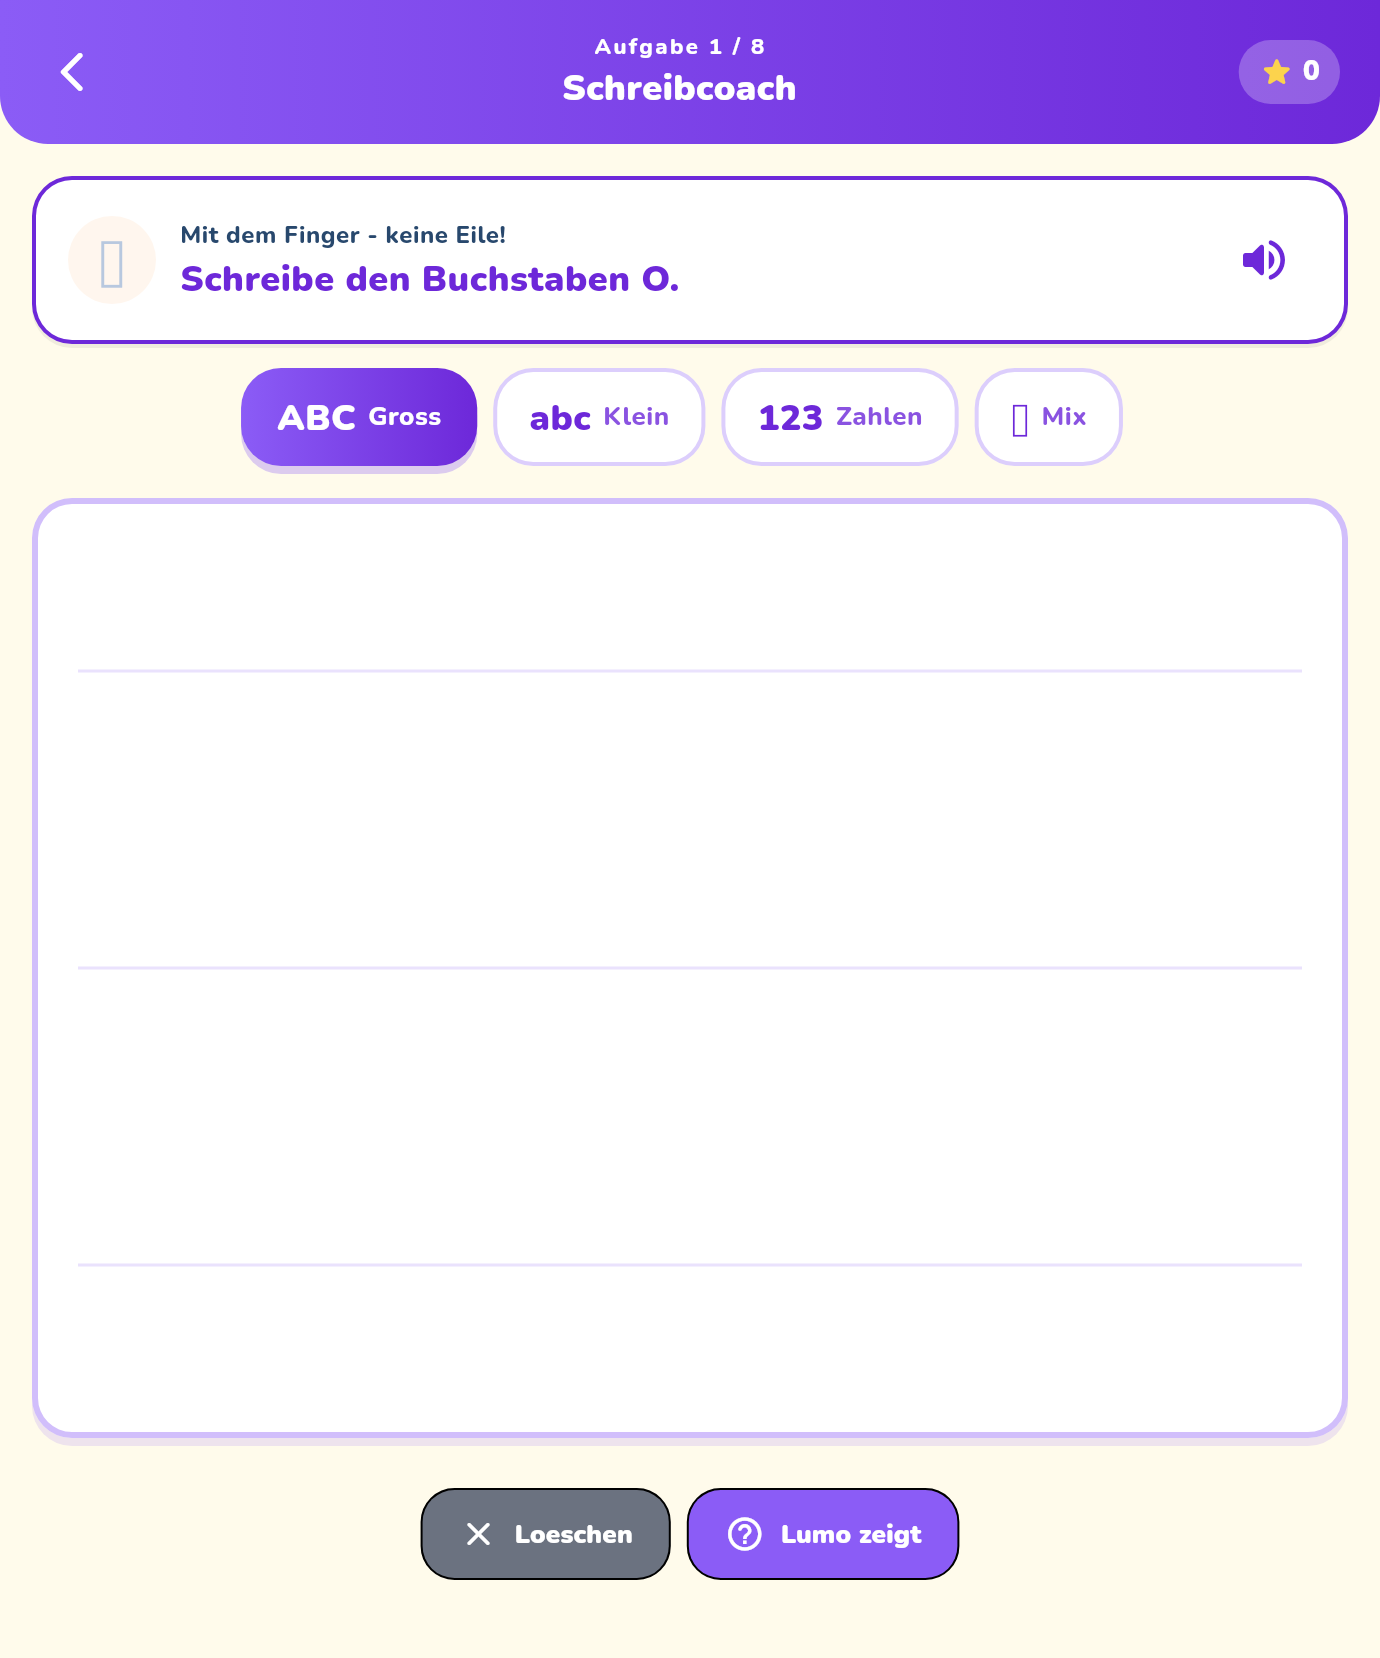 Aufgabe 1 / 8
Schreibcoach
0
Mit dem Finger - keine Eile!
Schreibe den Buchstaben O.
ABC Gross
abc Klein
123 Zahlen
Mix
Loeschen
Lumo zeigt